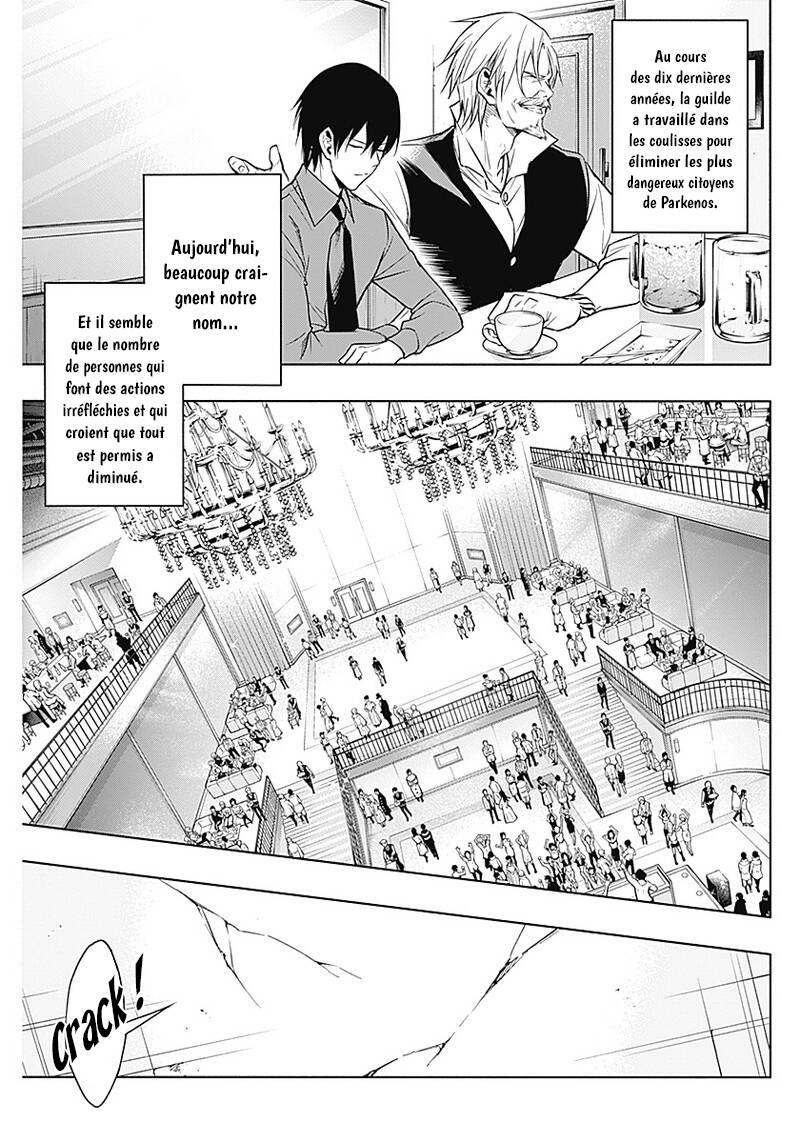 Au cours
des dix dernières
années, la guilde
a travaillé dans
les coulisses pour
éliminer les plus
dangereux citoyens
de Parkenos.
Aujourd'hui,
beaucoup crai-
gnent notre
nom...
Et il semble
que le nombre
de personnes qui
font des actions
irréfléchies et qui
croient que tout
est permis a
diminué.
Crack!